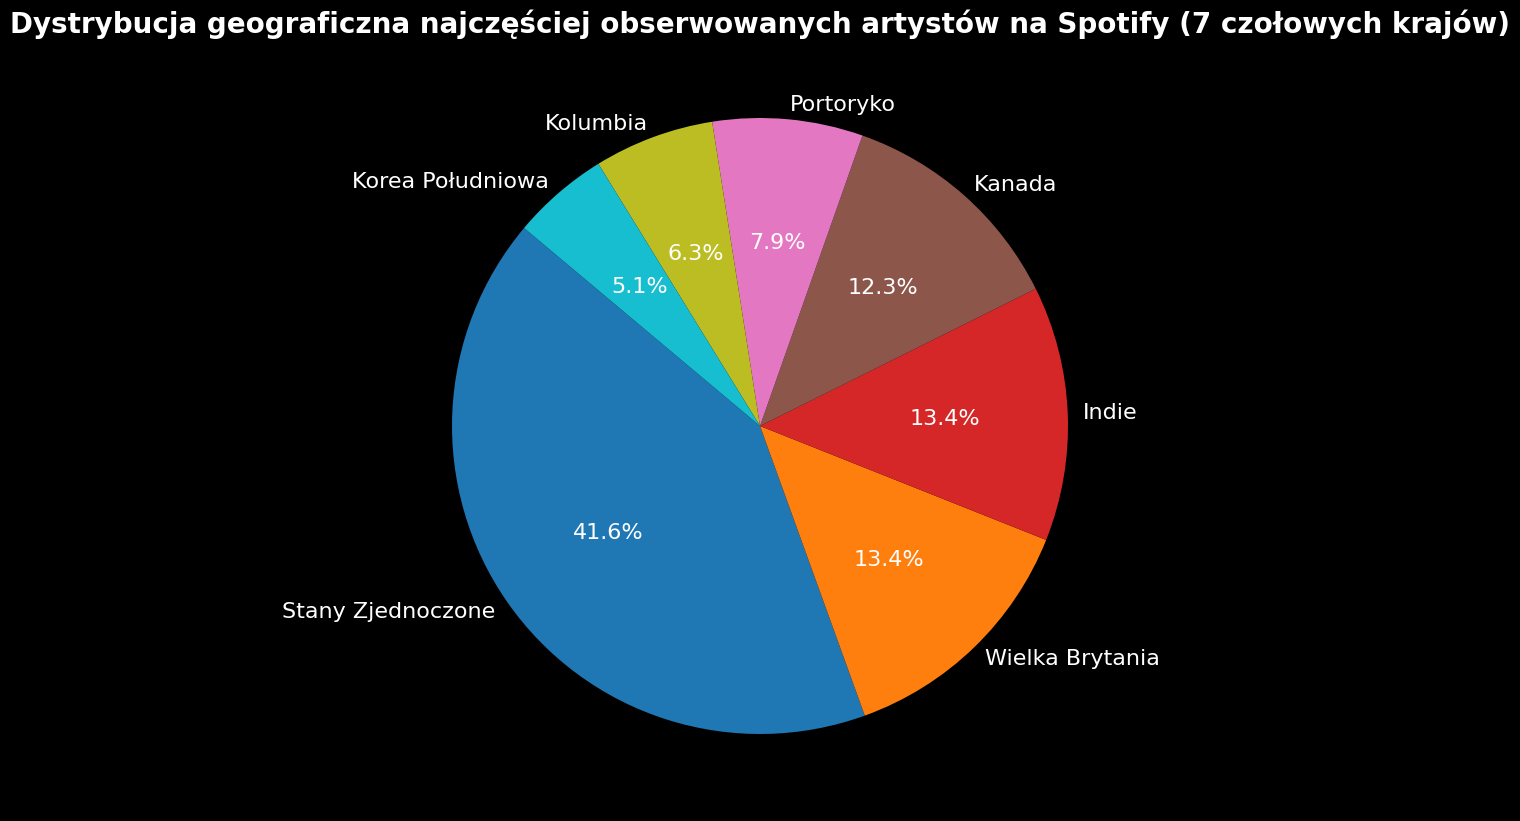 Dystrybucja geograficzna najczęściej obserwowanych artystów na Spotify (7 czołowych krajów)
Portoryko
Kolumbia
Korea Południowa
Kanada
7.9%
6.3%
5.1%
12.3%
Indie
13.4%
41.6%
13.4%
Stany Zjednoczone
Wielka Brytania